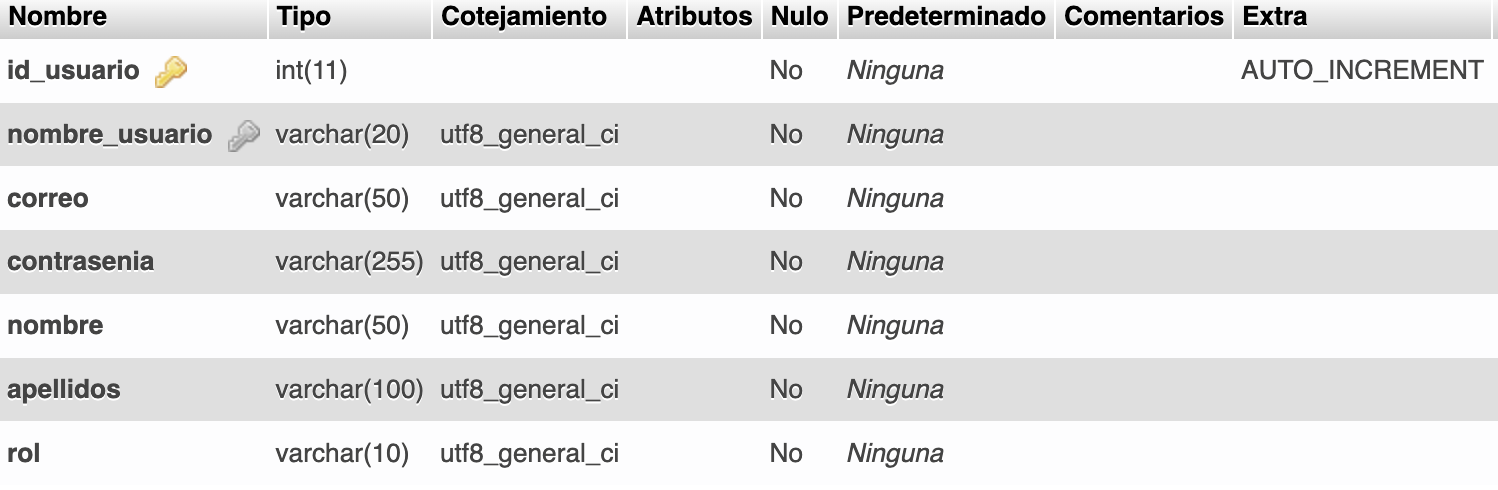 Nombre Tipo Cotejamiento Atributos Nulo Predeterminado Comentarios Extra
id_usuario int(11) No Ninguna AUTO_INCREMENT
nombre_usuario varchar(20) utf8_general_ci No Ninguna
correo varchar(50) utf8_general_ci No Ninguna
contrasenia varchar(255) utf8_general_ci No Ninguna
nombre varchar(50) utf8_general_ci No Ninguna
apellidos varchar(100) utf8_general_ci No Ninguna
rol varchar(10) utf8_general_ci No Ninguna